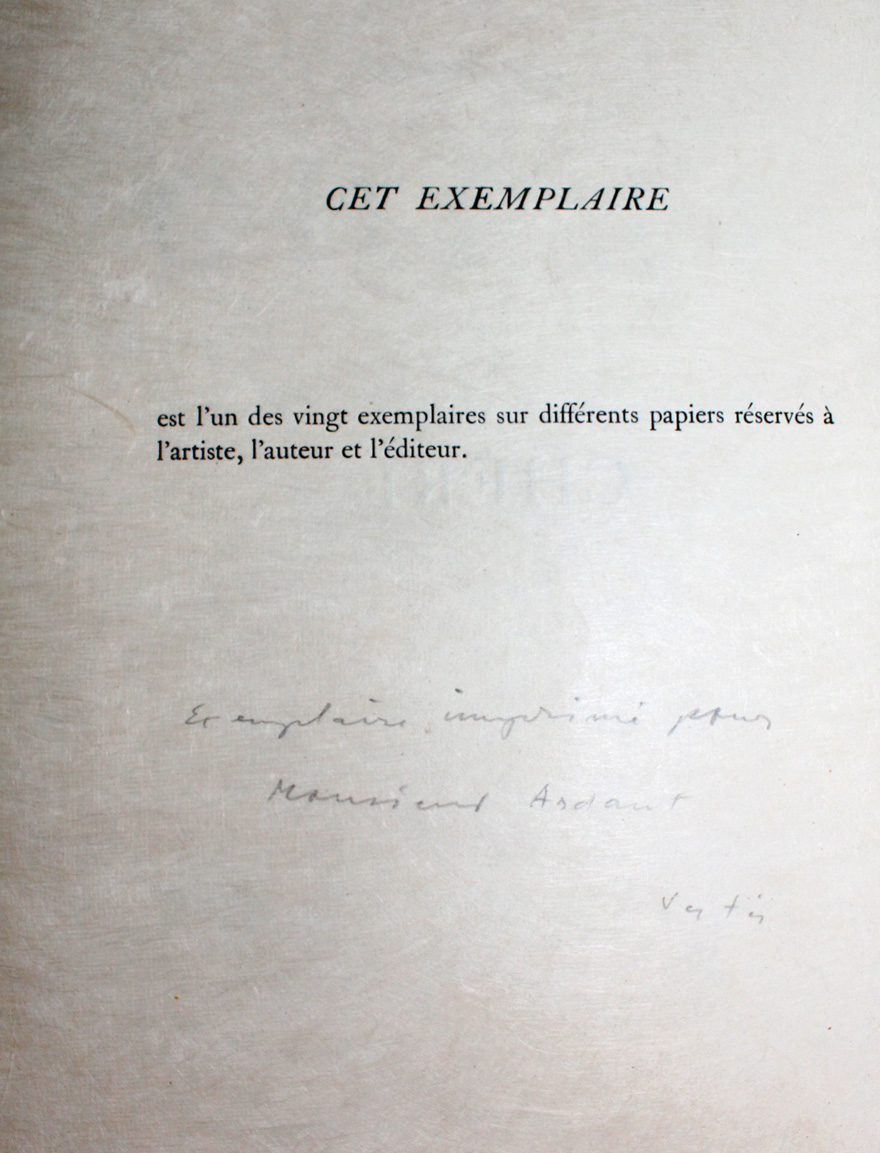 CET EXEMPLAIRE
est l’un des vingt exemplaires sur différents papiers réservés à
l’artiste, l’auteur et l’éditeur.
Exemplaire imprimé pour
Monsieur Ardant
Vertès